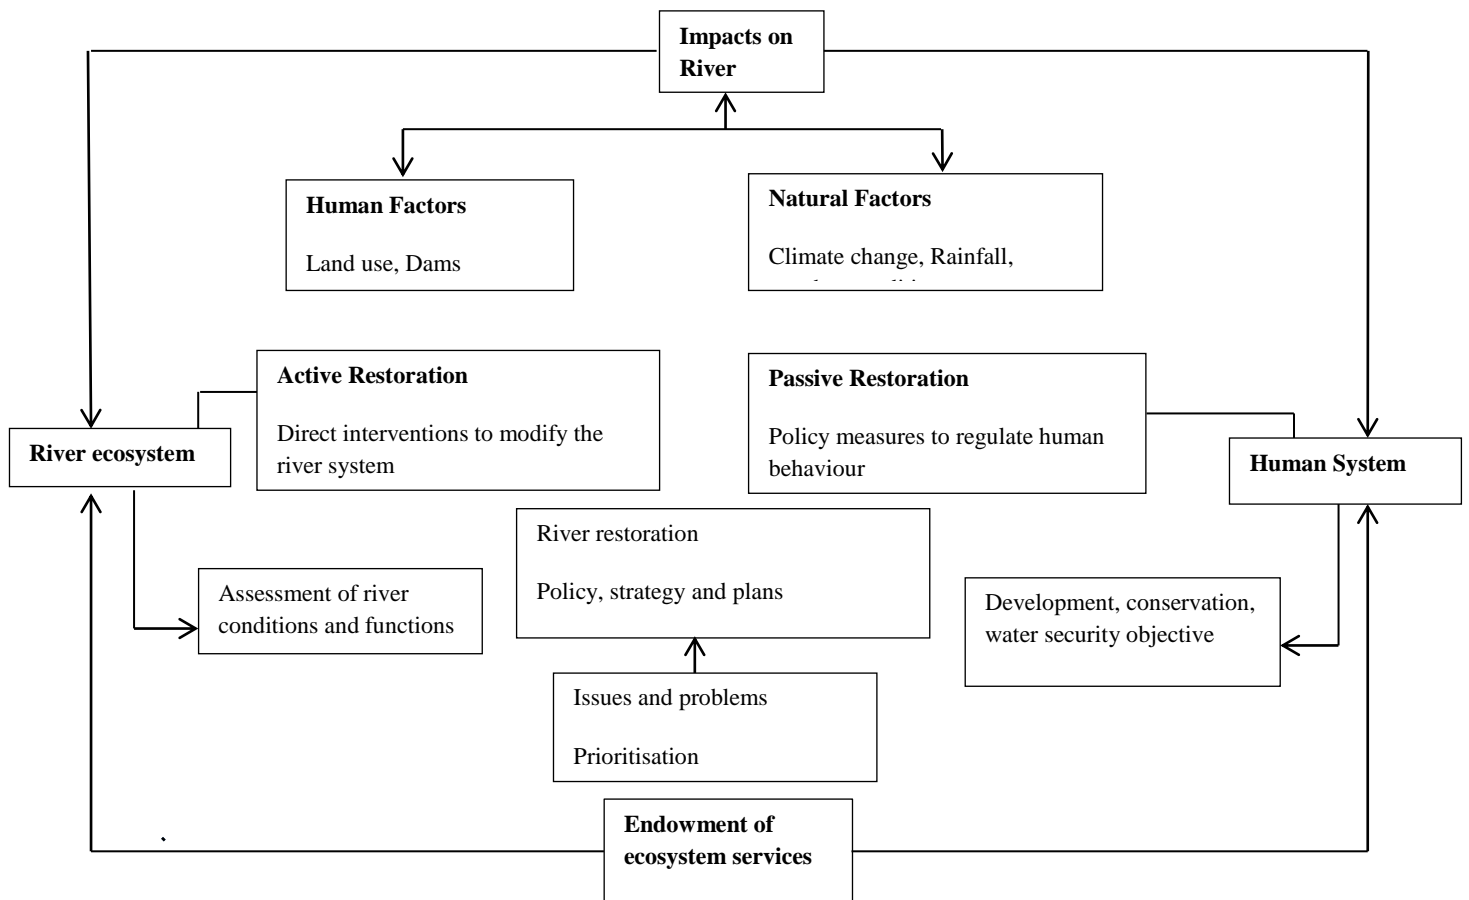 Impacts on
River
Human Factors
Land use, Dams
Natural Factors
Climate change, Rainfall,
Active Restoration
Direct interventions to modify the
river system
Passive Restoration
Policy measures to regulate human
behaviour
River ecosystem
Human System
River restoration
Policy, strategy and plans
Assessment of river
conditions and functions
Development, conservation,
water security objective
Issues and problems
Prioritisation
Endowment of
ecosystem services